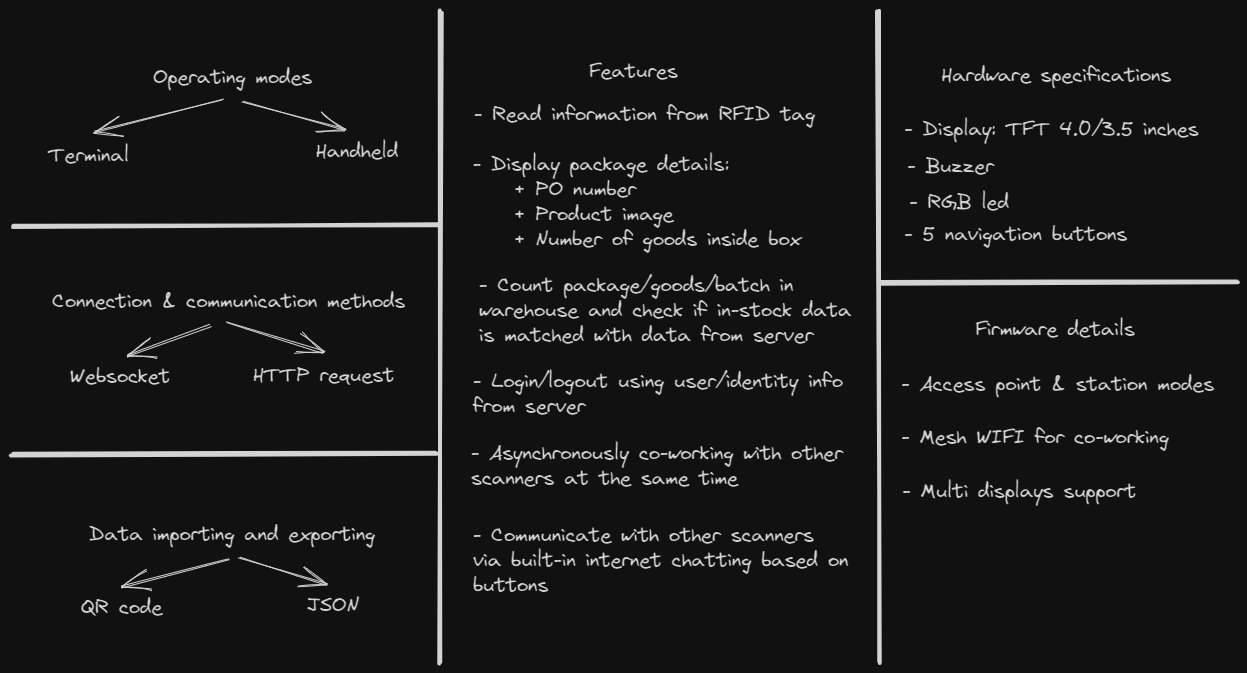 Operating modes
Terminal
Handheld
Connection & communication methods
Websocket
HTTP request
Data importing and exporting
QR code
JSON
Features
- Read information from RFID tag
- Display package details:
+ PO number
+ Product image
+ Number of goods inside box
- Count package/goods/batch in
warehouse and check if in-stock data
is matched with data from server
- Login/logout using user/identity info
from server
- Asynchronously co-working with other
scanners at the same time
- Communicate with other scanners
via built-in internet chatting based on
buttons
Hardware specifications
- Display: TFT 4.0/3.5 inches
- Buzzer
- RGB led
- 5 navigation buttons
Firmware details
- Access point & station modes
- Mesh WIFI for co-working
- Multi displays support